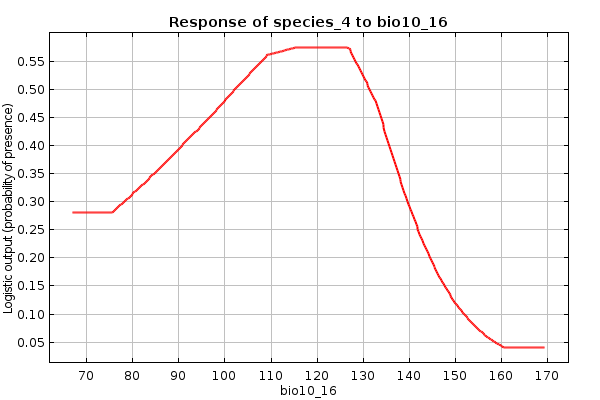 Response of species_4 to bio10_16
Logistic output (probability of presence)
0.55
0.50
0.45
0.40
0.35
0.30
0.25
0.20
0.15
0.10
0.05
70 80 90 100 110 120 130 140 150 160 170
bio10_16